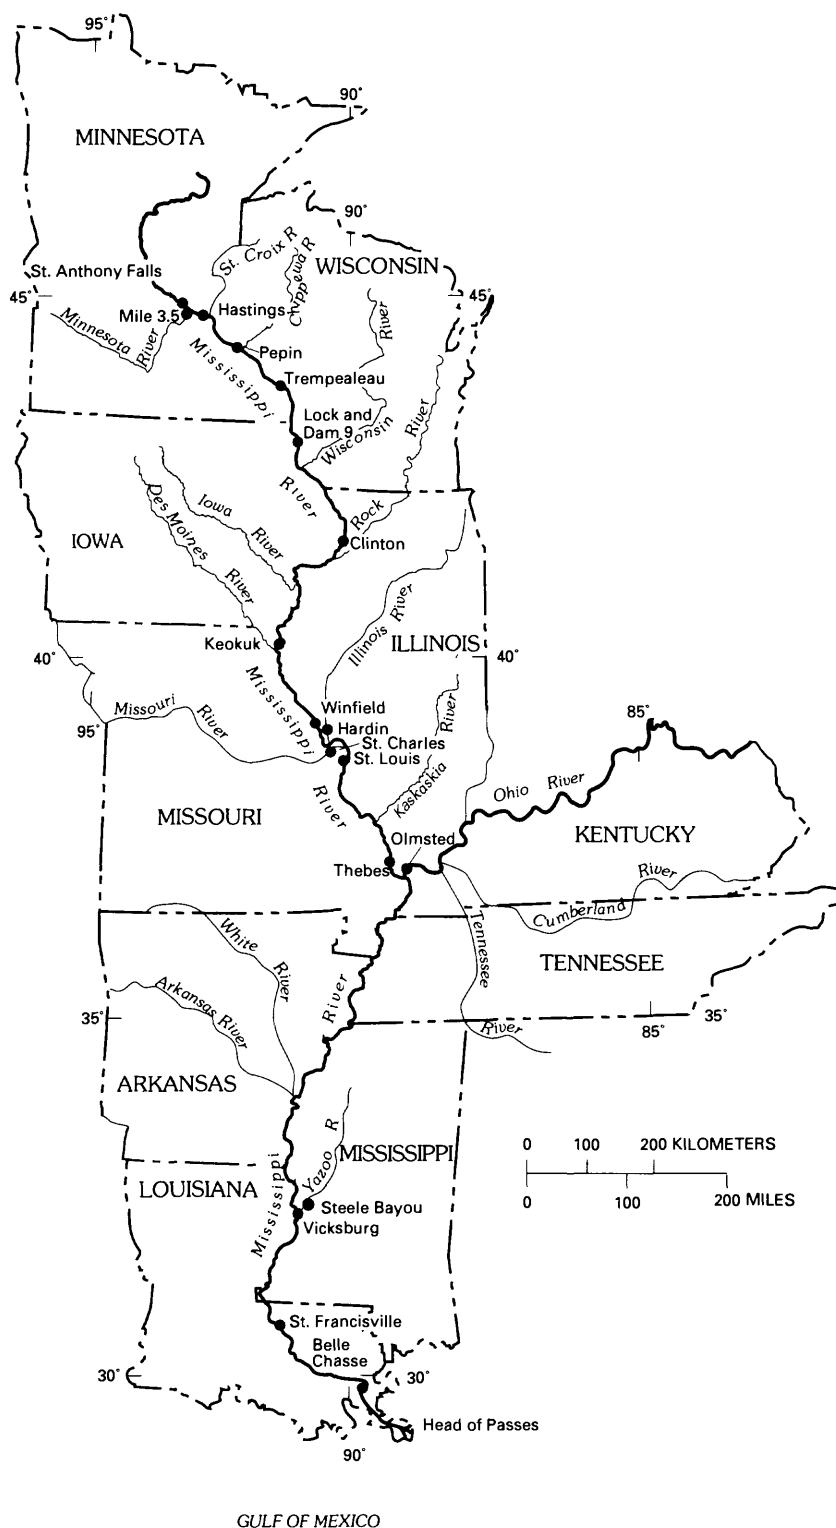 95°
90°
MINNESOTA
90°
St. Croix R
Chippewa R
WISCONSIN
St. Anthony Falls
45°
45°
Mile 3.5
Hastings
Minnesota
River
River
Mississippi
Pepin
Trempealeau
Lock and
Dam 9
Wisconsin
River
River
Des Moines
River
Iowa
River
Rock
IOWA
Clinton
Illinois
River
Keokuk
ILLINOIS
40°
40°
Mississippi
River
Missouri
River
Winfield
Hardin
St. Charles
St. Louis
95°
Kaskaskia
River
85°
Ohio River
MISSOURI
KENTUCKY
Olmsted
Thebes
River
Cumberland
Tennessee
River
White
River
TENNESSEE
Arkansas River
River
35°
85°
35°
ARKANSAS
Yazoo R
MISSISSIPPI
0 100 200 KILOMETERS
0 100 200 MILES
LOUISIANA
Mississippi
Steele Bayou
Vicksburg
St. Francisville
Belle
Chasse
30°
30°
Head of Passes
90°
GULF OF MEXICO